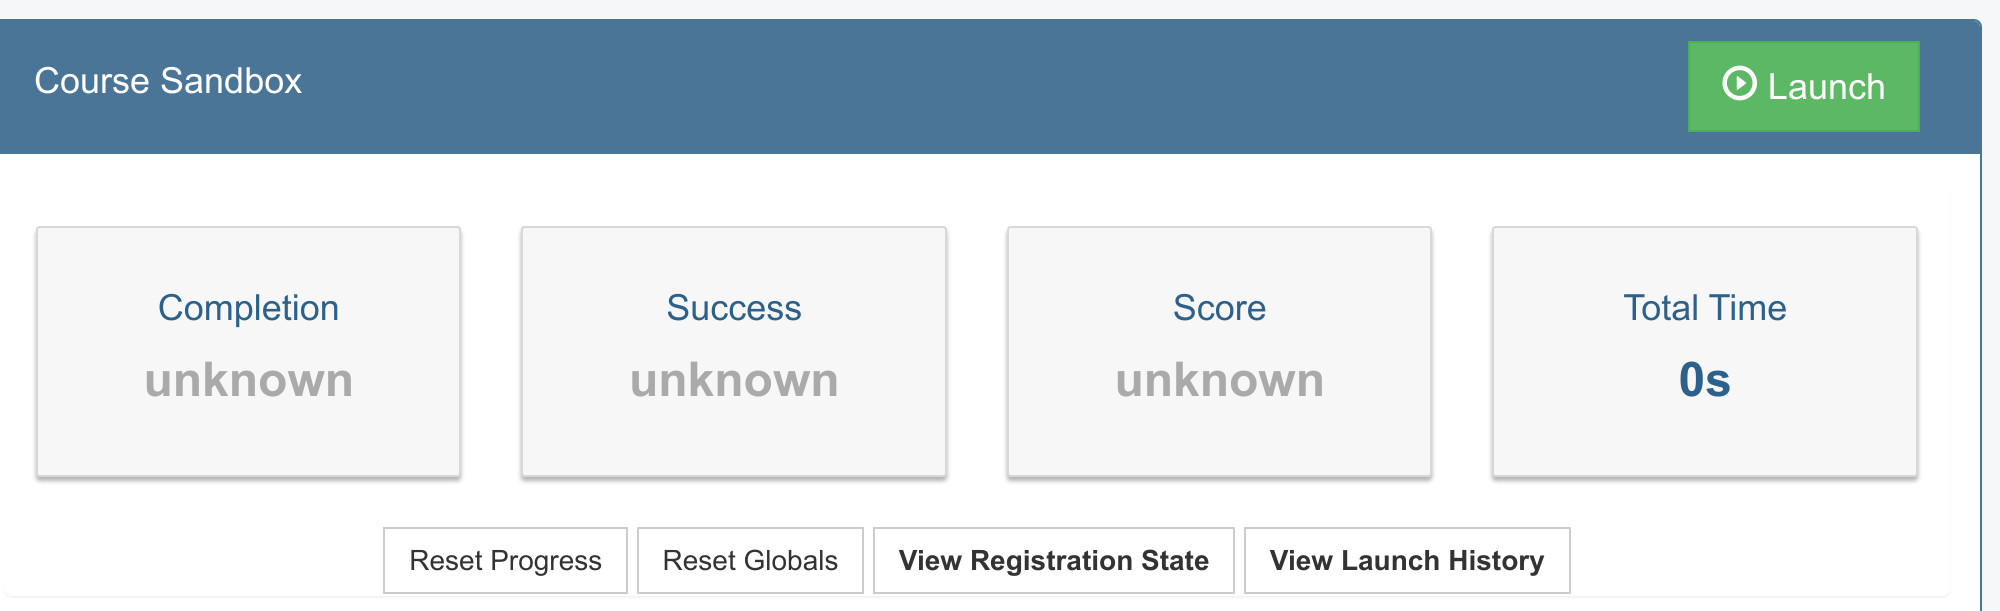 Course Sandbox
Launch
Completion
unknown
Success
unknown
Score
unknown
Total Time
0s
Reset Progress
Reset Globals
View Registration State
View Launch History